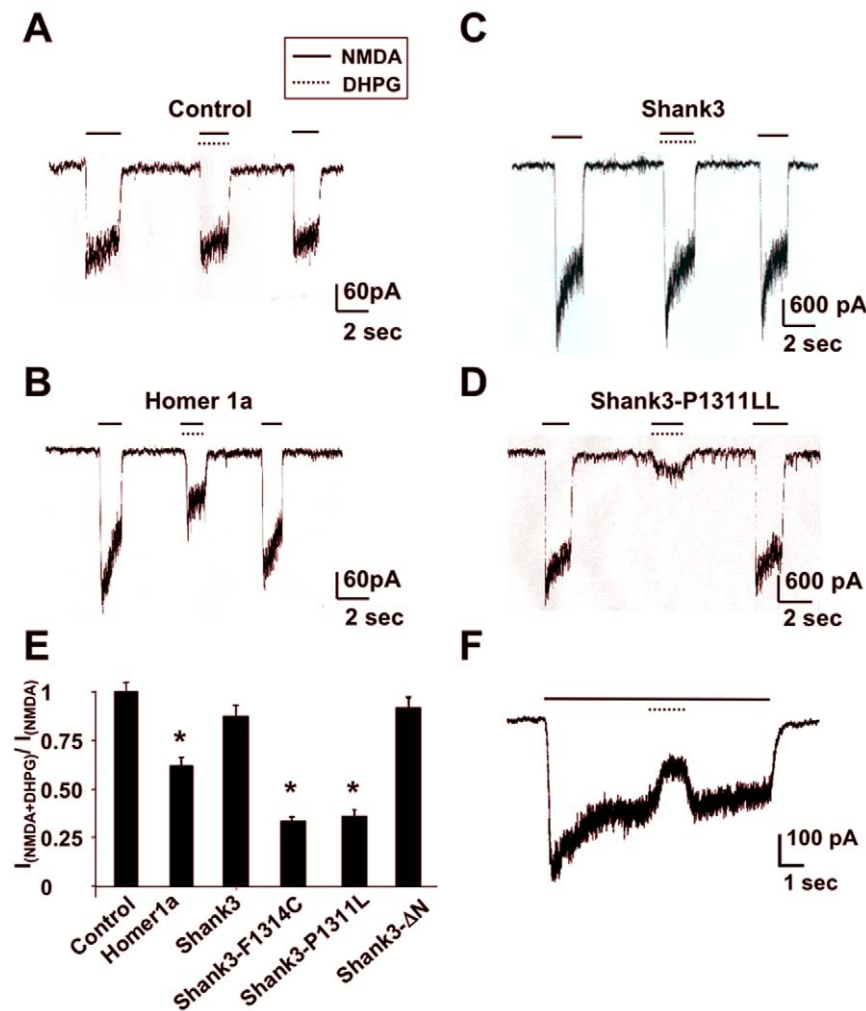 A
NMDA
DHPG
Control
60pA
2 sec
B
Homer 1a
60pA
2 sec
C
Shank3
600 pA
2 sec
D
Shank3-P1311LL
600 pA
2 sec
E
I(NMDA+DHPG)/ I(NMDA)
1
0.75
0.50
0.25
0
*
*
*
Control
Homer1a
Shank3
Shank3-F1314C
Shank3-P1311L
Shank3-ΔN
F
100 pA
1 sec